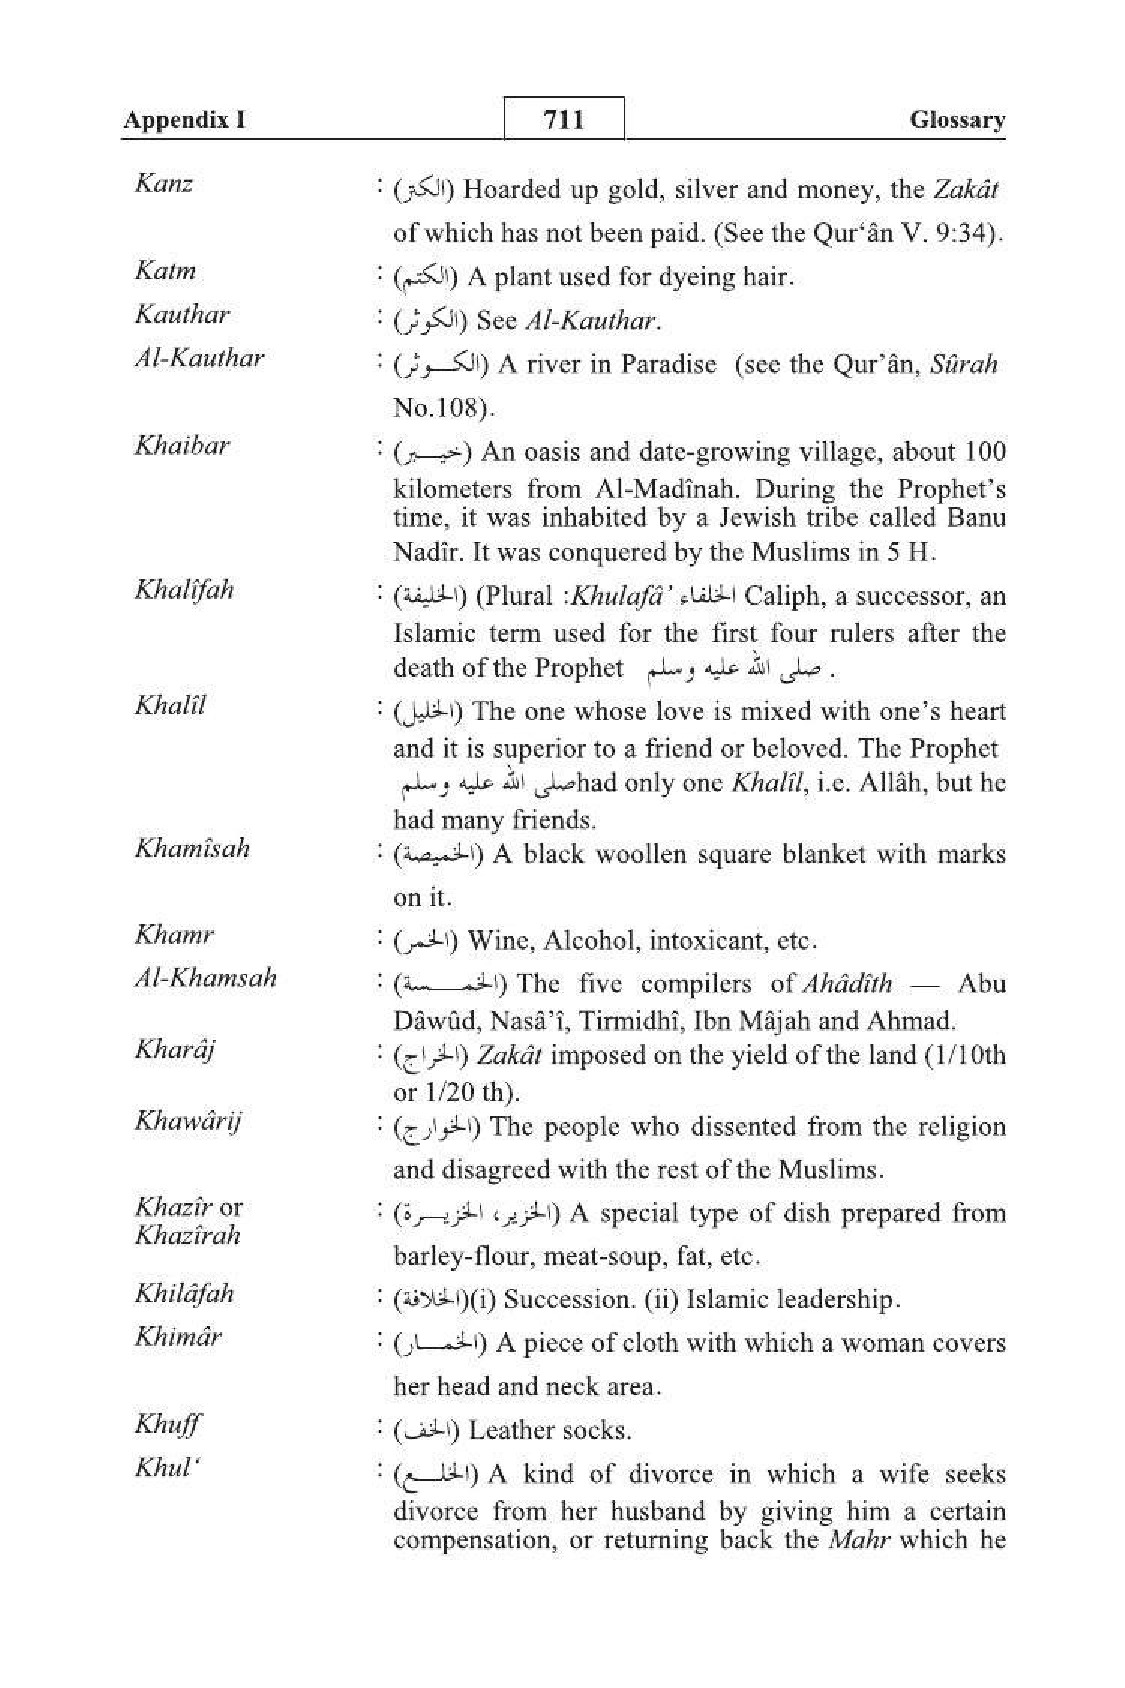 Appendix I 711 Glossary
Kanz : (الكتر) Hoarded up gold, silver and money, the Zakât
of which has not been paid. (See the Qur‘ân V. 9:34).
Katm : (الكتم) A plant used for dyeing hair.
Kauthar : (الكوثر) See Al-Kauthar.
Al-Kauthar : (الكــوثر) A river in Paradise (see the Qur’ân, Sûrah
No.108).
Khaibar : (خيــبر) An oasis and date-growing village, about 100
kilometers from Al-Madînah. During the Prophet’s
time, it was inhabited by a Jewish tribe called Banu
Nadîr. It was conquered by the Muslims in 5 H.
Khalîfah : (الخليفة) (Plural :Khulafâ’ الخلفاء Caliph, a successor, an
Islamic term used for the first four rulers after the
death of the Prophet صلى الله عليه وسلم .
Khalîl : (الخليل) The one whose love is mixed with one’s heart
and it is superior to a friend or beloved. The Prophet
صلى الله عليه وسلم had only one Khalîl, i.e. Allâh, but he
had many friends.
Khamîsah : (الخميصة) A black woollen square blanket with marks
on it.
Khamr : (الخمر) Wine, Alcohol, intoxicant, etc.
Al-Khamsah : (الخمــسة) The five compilers of Ahâdîth — Abu
Dâwûd, Nasâ’î, Tirmidhî, Ibn Mâjah and Ahmad.
Kharâj : (الخراج) Zakât imposed on the yield of the land (1/10th
or 1/20 th).
Khawârij : (الخوارج) The people who dissented from the religion
and disagreed with the rest of the Muslims.
Khazîr or : (الخزير، الخزيــرة) A special type of dish prepared from
Khazîrah
barley-flour, meat-soup, fat, etc.
Khilâfah : (الخلافة)(i) Succession. (ii) Islamic leadership.
Khimâr : (الخمــار) A piece of cloth with which a woman covers
her head and neck area.
Khuff : (الخف) Leather socks.
Khul‘ : (الخلــع) A kind of divorce in which a wife seeks
divorce from her husband by giving him a certain
compensation, or returning back the Mahr which he